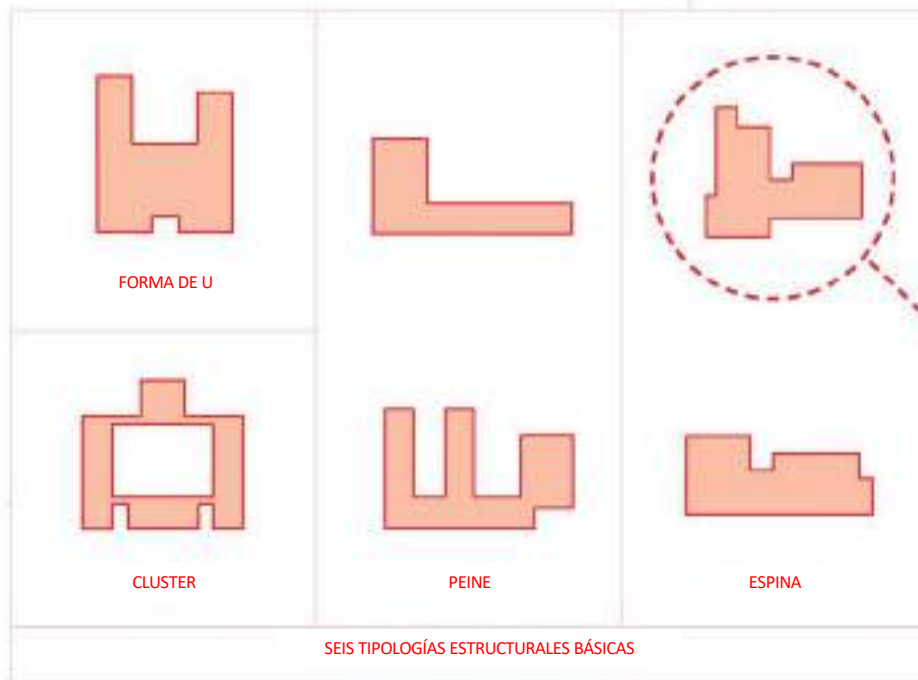 FORMA DE U
CLUSTER
PEINE
ESPINA
SEIS TIPOLOGÍAS ESTRUCTURALES BÁSICAS